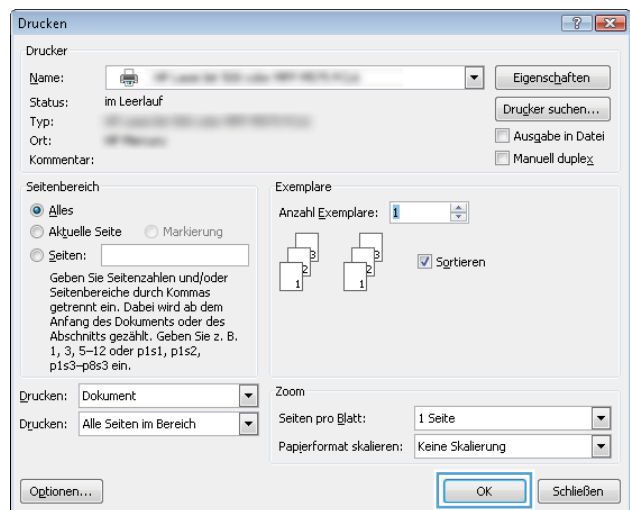 Drucken
Drucker
Name:
Eigenschaften
Status: im Leerlauf
Drucker suchen...
Typ:
Ort:
Ausgabe in Datei
Kommentar:
Manuell duplex
Seitenbereich
Alles
Aktuelle Seite Markierung
Seiten:
Geben Sie Seitenzahlen und/oder
Seitenbereiche durch Kommas
getrennt ein. Dabei wird ab dem
Anfang des Dokuments oder des
Abschnitts gezählt. Geben Sie z. B.
1, 3, 5–12 oder p1s1, p1s2,
p1s3–p8s3 ein.
Exemplare
Anzahl Exemplare: 1
3 3
2 2
1 1
Sortieren
Drucken: Dokument
Drucken: Alle Seiten im Bereich
Zoom
Seiten pro Blatt: 1 Seite
Papierformat skalieren: Keine Skalierung
Optionen...
OK
Schließen